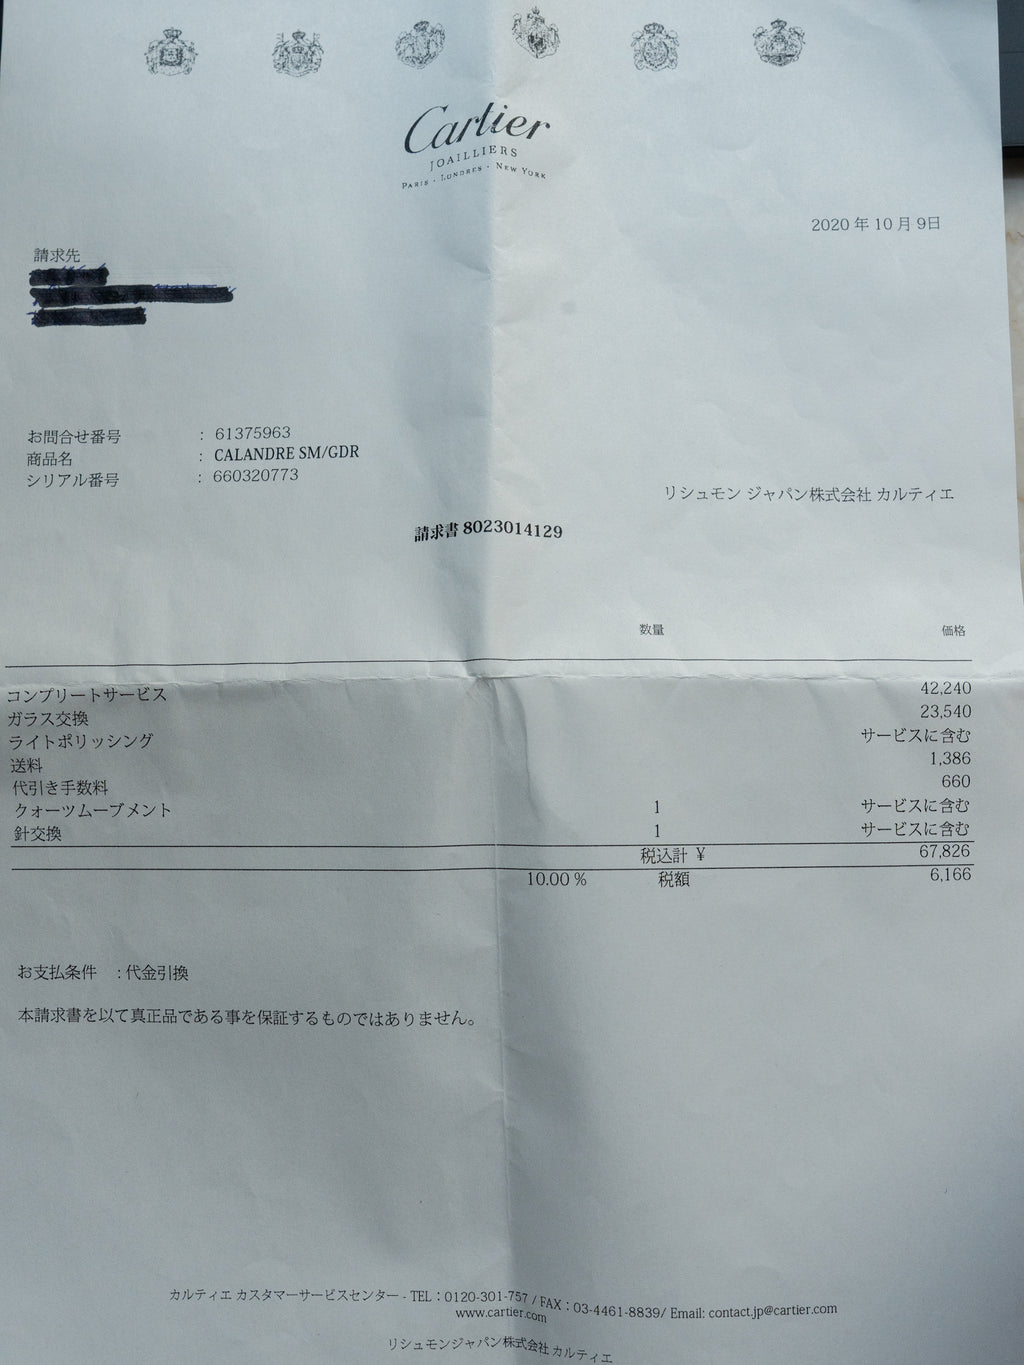 Cartier
JOAILLIERS
PARIS - LONDRES - NEW YORK
2020 年 10 月 9日
請求先
お問合せ番号 : 61375963
商品名 : CALANDRE SM/GDR
シリアル番号 : 660320773
リシュモン ジャパン株式会社 カルティエ
請求書 8023014129
数量 価格
コンプリートサービス 42,240
ガラス交換 23,540
ライトポリッシング サービスに含む
送料 1,386
代引き手数料 660
クォーツムーブメント 1 サービスに含む
針交換 1 サービスに含む
税込計 ¥ 67,826
10.00 % 税額 6,166
お支払条件 : 代金引換
本請求書を以て真正品である事を保証するものではありません。
カルティエ カスタマーサービスセンター - TEL : 0120-301-757 / FAX : 03-4461-8839/ Email: contact.jp@cartier.com
www.cartier.com
リシュモンジャパン株式会社 カルティエ